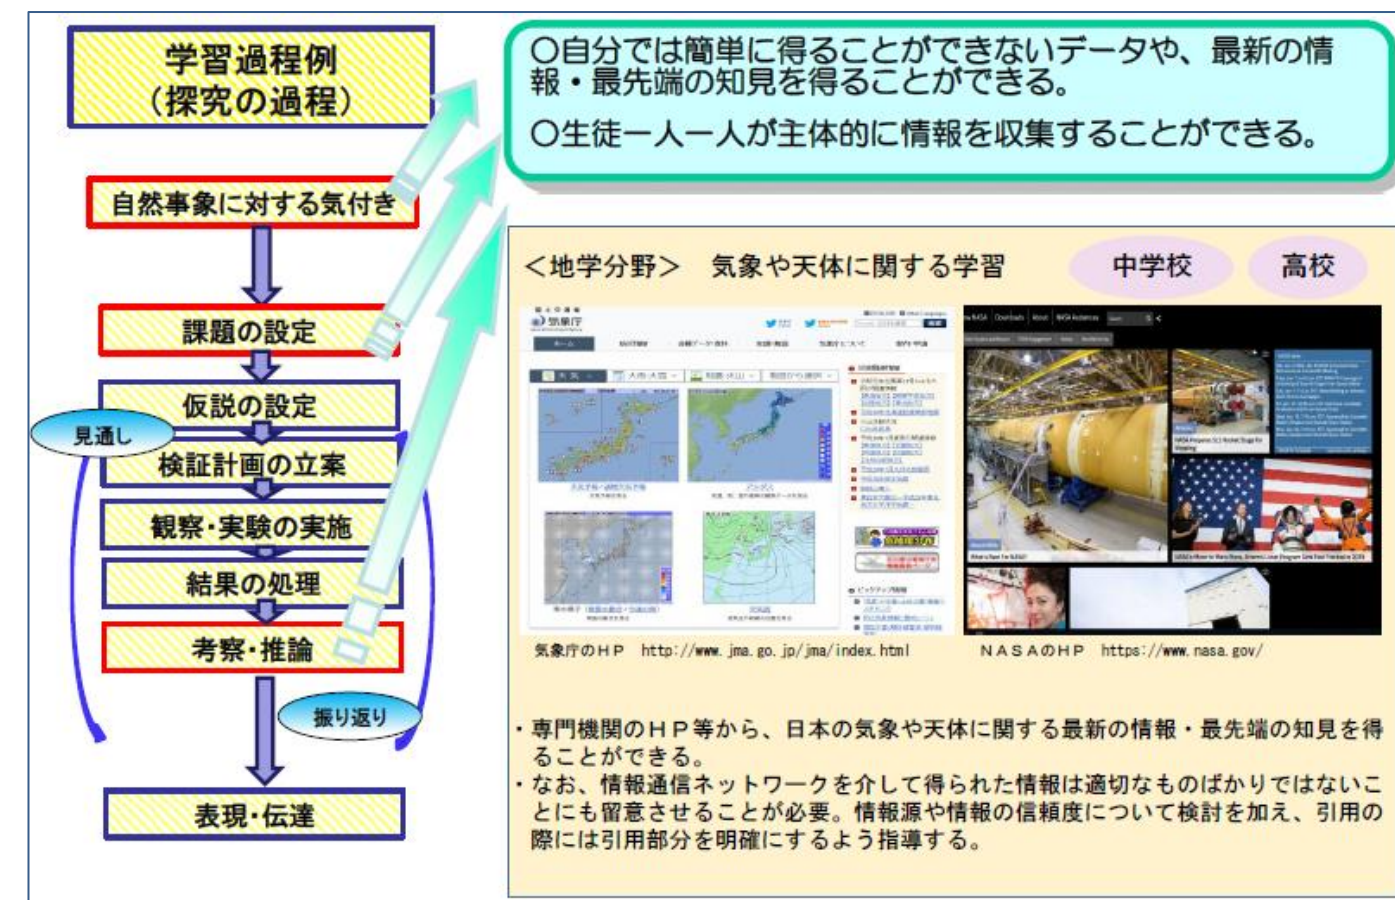 学習過程例
(探究の過程)
自然事象に対する気付き
課題の設定
仮説の設定
見通し
検証計画の立案
観察・実験の実施
結果の処理
考察・推論
振り返り
表現・伝達
○自分では簡単に得ることができないデータや、最新の情
報・最先端の知見を得ることができる。
○生徒一人一人が主体的に情報を収集することができる。
<地学分野> 気象や天体に関する学習
中学校
高校
気象庁
ホーム
気象庁のHP http://www.jma.go.jp/jma/index.html
NASAのHP https://www.nasa.gov/
・専門機関のHP等から、日本の気象や天体に関する最新の情報・最先端の知見を得
ることができる。
・なお、情報通信ネットワークを介して得られた情報は適切なものばかりではないこ
とにも留意させることが必要。情報源や情報の信頼度について検討を加え、引用の
際には引用部分を明確にするよう指導する。